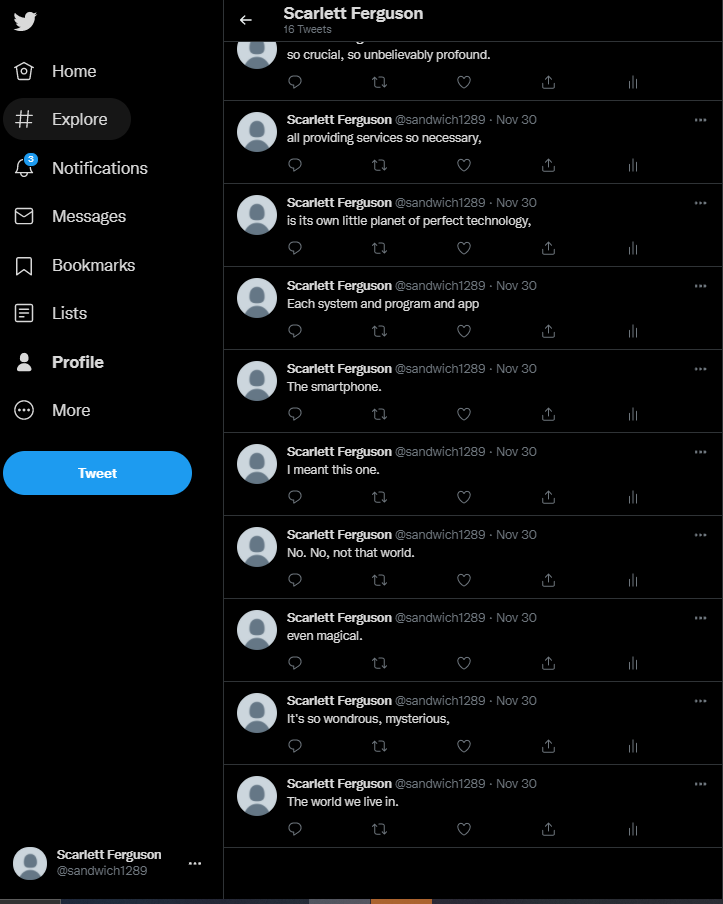 Home
Explore
3
Notifications
Messages
Bookmarks
Lists
Profile
More
Tweet
Scarlett Ferguson
@sandwich1289
Scarlett Ferguson
16 Tweets
so crucial, so unbelievably profound.
Scarlett Ferguson @sandwich1289 · Nov 30
all providing services so necessary,
Scarlett Ferguson @sandwich1289 · Nov 30
is its own little planet of perfect technology,
Scarlett Ferguson @sandwich1289 · Nov 30
Each system and program and app
Scarlett Ferguson @sandwich1289 · Nov 30
The smartphone.
Scarlett Ferguson @sandwich1289 · Nov 30
I meant this one.
Scarlett Ferguson @sandwich1289 · Nov 30
No. No, not that world.
Scarlett Ferguson @sandwich1289 · Nov 30
even magical.
Scarlett Ferguson @sandwich1289 · Nov 30
It's so wondrous, mysterious,
Scarlett Ferguson @sandwich1289 · Nov 30
The world we live in.